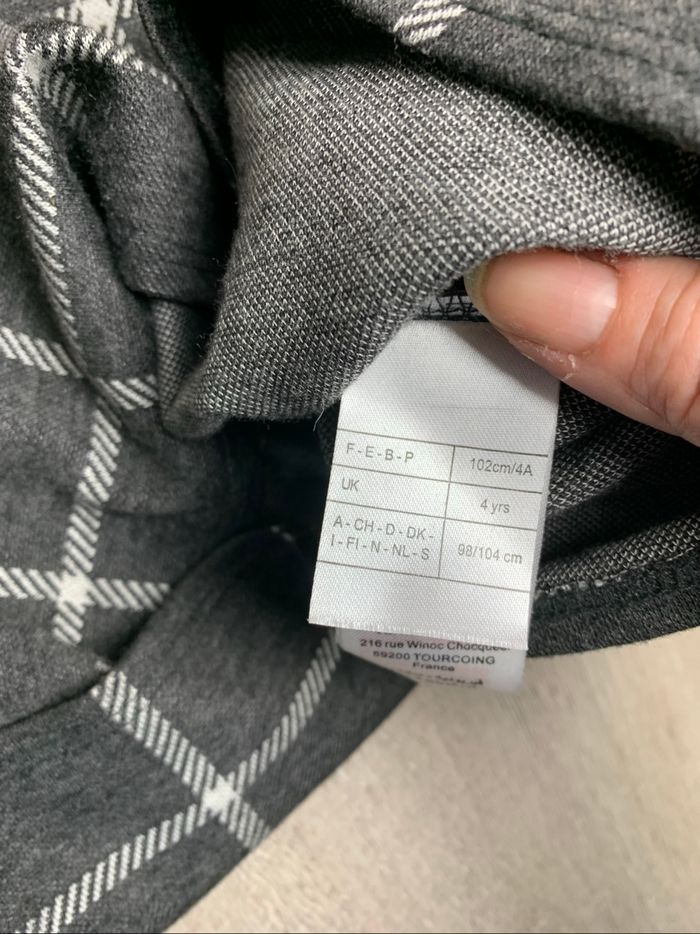 F - E - B - P 102cm/4A
UK 4 yrs
A - CH - D - DK -
I - FI - N - NL - S 98/104 cm
216 rue Winoc Chocqueel
59200 TOURCOING
France